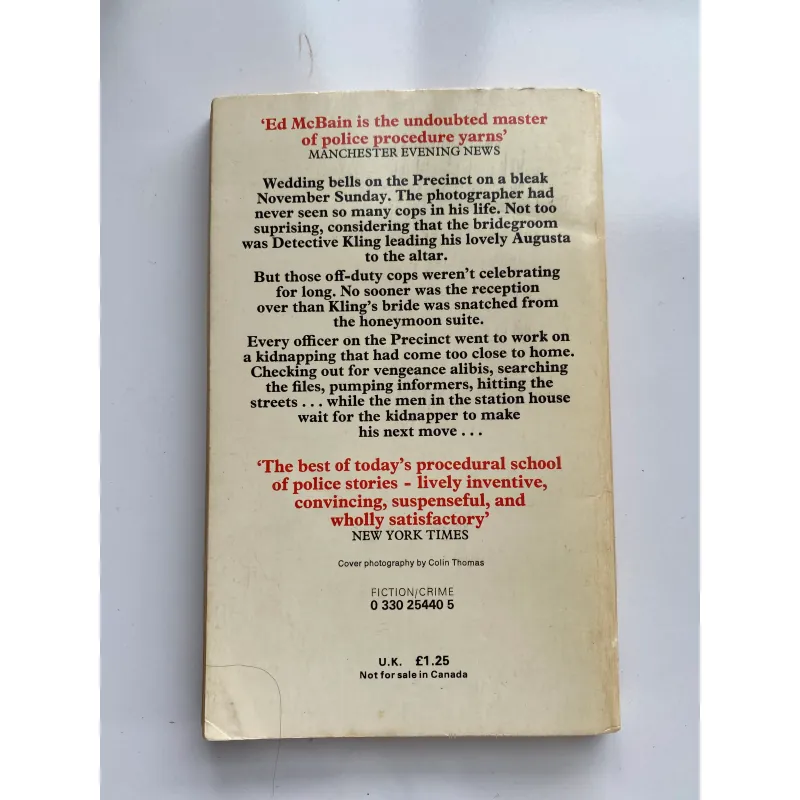 ‘Ed McBain is the undoubted master
of police procedure yarns’
MANCHESTER EVENING NEWS
Wedding bells on the Precinct on a bleak
November Sunday. The photographer had
never seen so many cops in his life. Not too
suprising, considering that the bridegroom
was Detective Kling leading his lovely Augusta
to the altar.
But those off-duty cops weren’t celebrating
for long. No sooner was the reception
over than Kling’s bride was snatched from
the honeymoon suite.
Every officer on the Precinct went to work on
a kidnapping that had come too close to home.
Checking out for vengeance alibis, searching
the files, pumping informers, hitting the
streets . . . while the men in the station house
wait for the kidnapper to make
his next move . . .
‘The best of today’s procedural school
of police stories - lively inventive,
convincing, suspenseful, and
wholly satisfactory’
NEW YORK TIMES
Cover photography by Colin Thomas
FICTION/CRIME
0 330 25440 5
U.K. £1.25
Not for sale in Canada